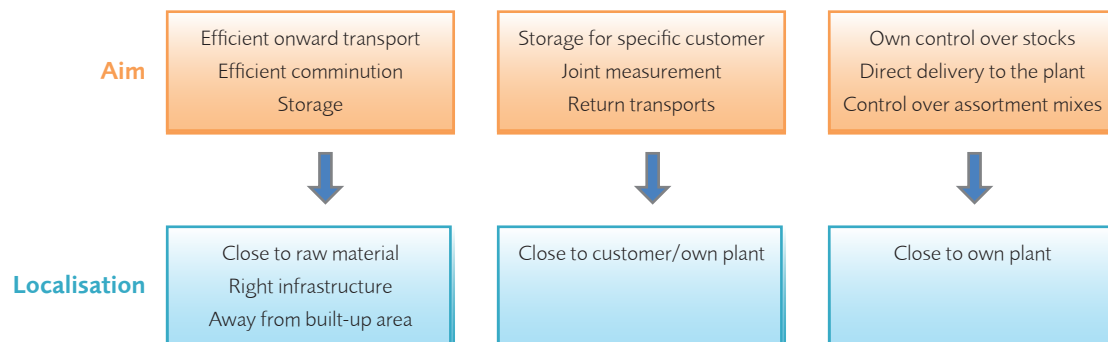 Aim
Efficient onward transport
Efficient comminution
Storage
Storage for specific customer
Joint measurement
Return transports
Own control over stocks
Direct delivery to the plant
Control over assortment mixes
Localisation
Close to raw material
Right infrastructure
Away from built-up area
Close to customer/own plant
Close to own plant